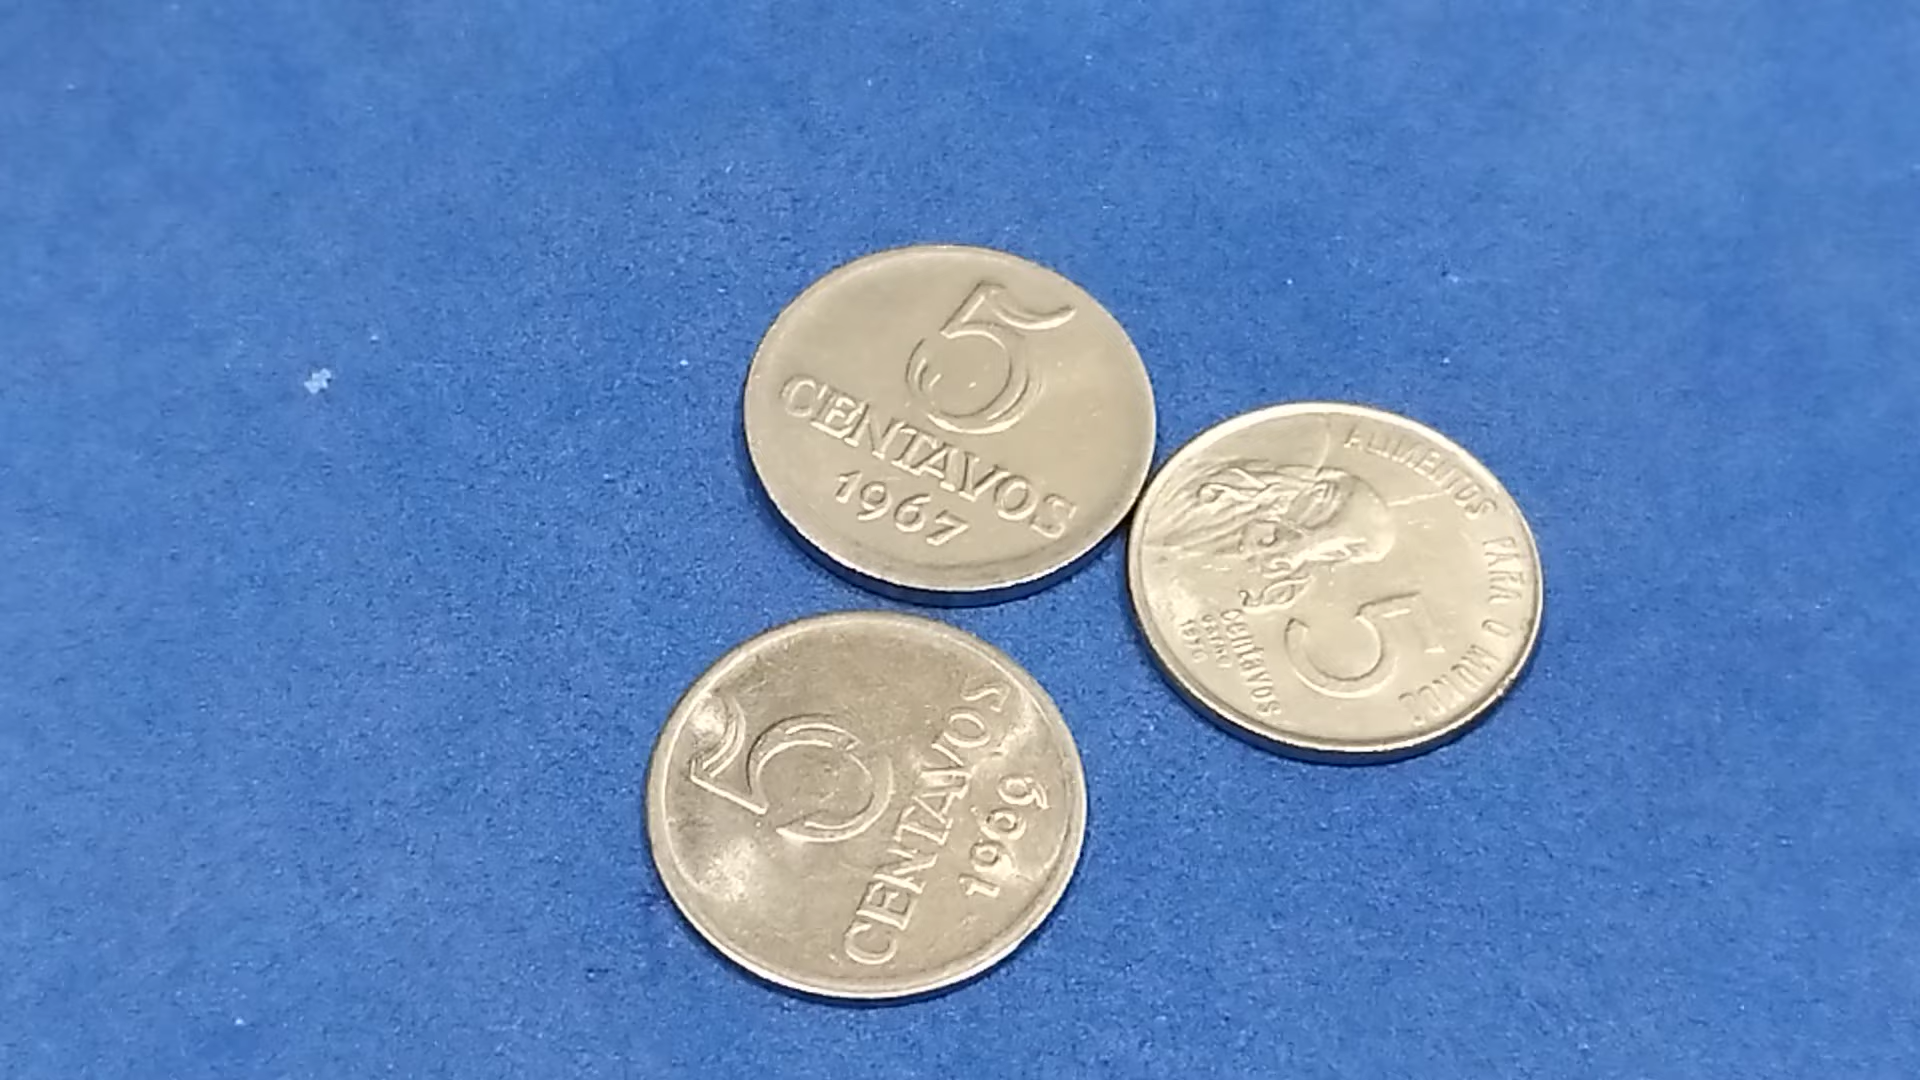 5
CENTAVOS
1967
ALIMENTOS PARA O MUNDO
5
centavos
5
CENTAVOS
1969